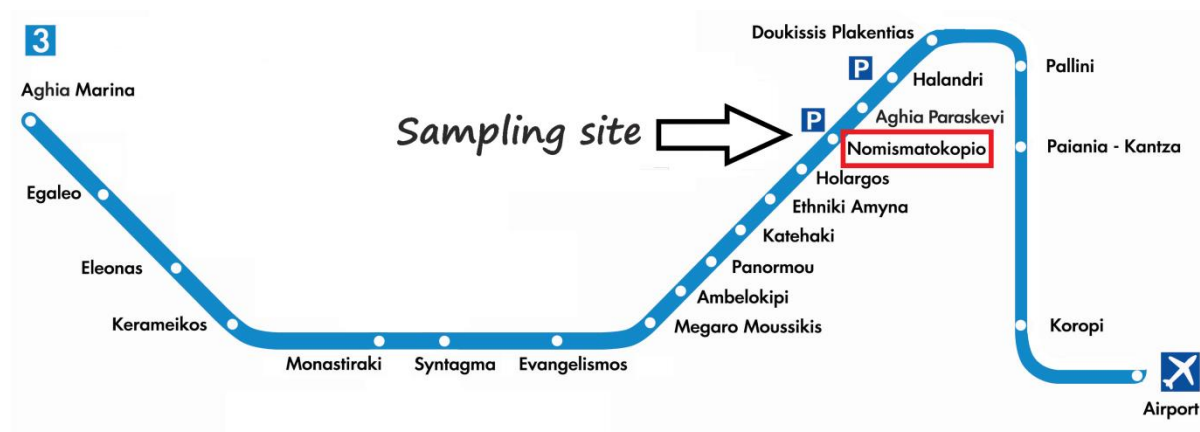 3
Aghia Marina
Egaleo
Eleonas
Kerameikos
Monastiraki
Syntagma
Evangelismos
Megaro Moussikis
Ambelokipi
Panormou
Katehaki
Ethniki Amyna
Holargos
Nomismatokopio
Sampling site
P
Aghia Paraskevi
P
Halandri
Doukissis Plakentias
Pallini
Paiania - Kantza
Koropi
Airport